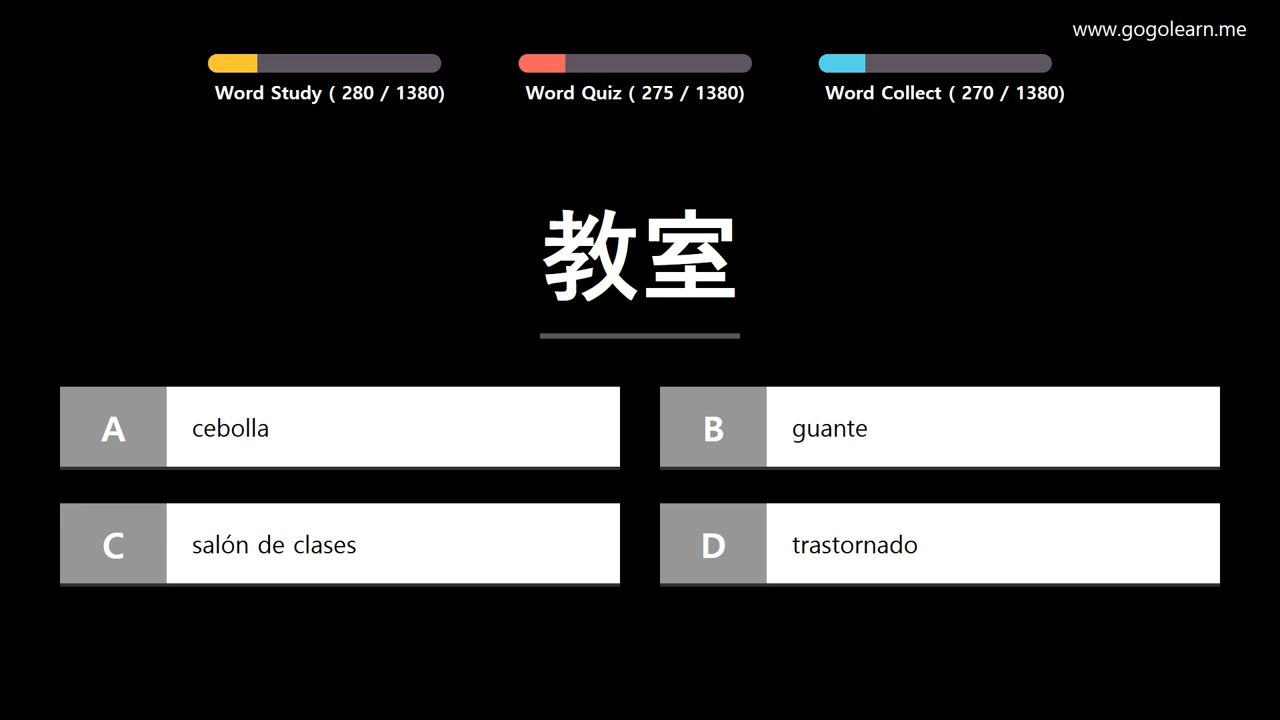 www.gogolearn.me
Word Study ( 280 / 1380)
Word Quiz ( 275 / 1380)
Word Collect ( 270 / 1380)
教室
A cebolla
B guante
C salón de clases
D trastornado